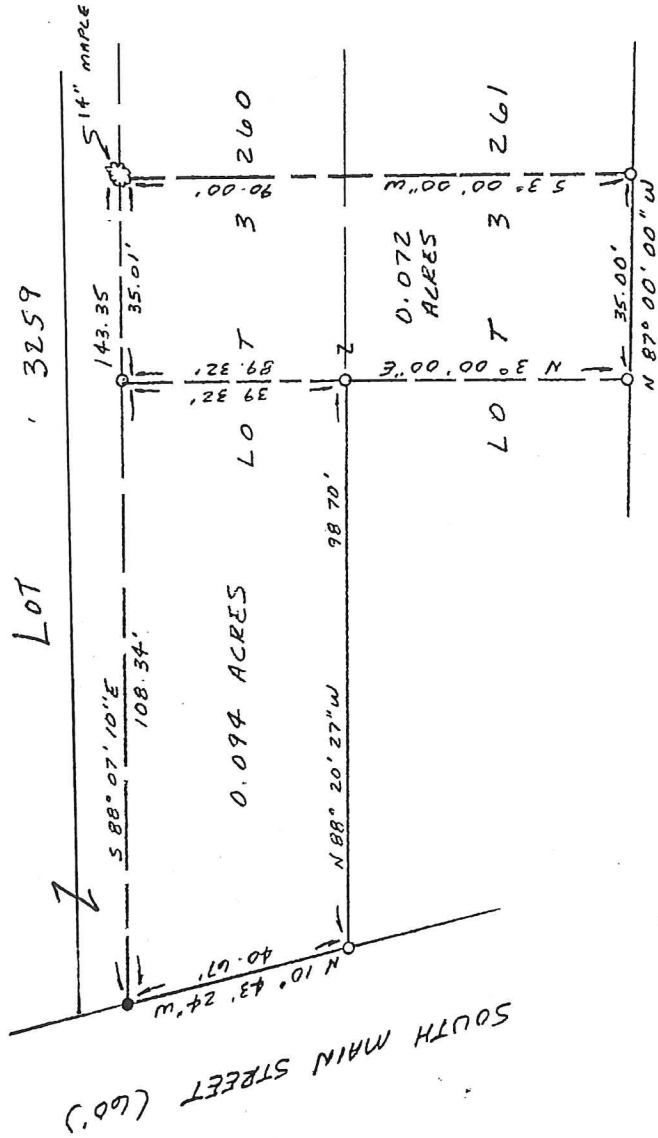 LOT 3259
S 14" MAPLE
S 88° 07' 10" E
108.34'
143.35
35.01'
SOUTH MAIN STREET (60')
N 10° 43' 24" W
40.67'
0.094 ACRES
39 32'
89.32'
90.00'
LOT 3 260
N 88° 20' 27" W
98 70'
N 3° 00' 00" E
0.072
ACRES
S 3° 00' 00" W
LOT 3 261
35.00'
N 87° 00' 00" W